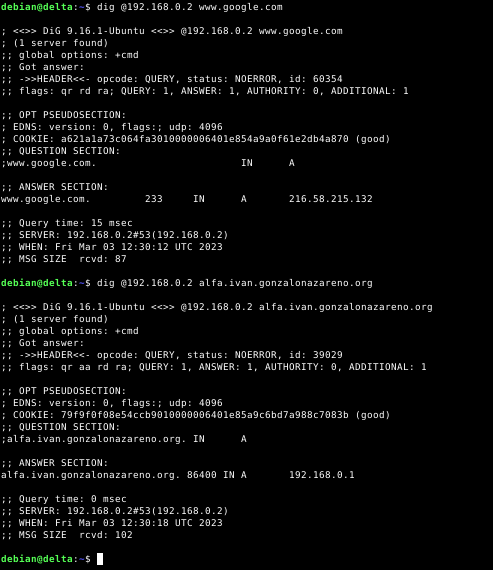 debian@delta:~$ dig @192.168.0.2 www.google.com
; <<>> DiG 9.16.1-Ubuntu <<>> @192.168.0.2 www.google.com
; (1 server found)
;; global options: +cmd
;; Got answer:
;; ->>HEADER<<- opcode: QUERY, status: NOERROR, id: 60354
;; flags: qr rd ra; QUERY: 1, ANSWER: 1, AUTHORITY: 0, ADDITIONAL: 1
;; OPT PSEUDOSECTION:
; EDNS: version: 0, flags:; udp: 4096
; COOKIE: a621a1a73c064fa3010000006401e854a9a0f61e2db4a870 (good)
;; QUESTION SECTION:
;www.google.com. IN A
;; ANSWER SECTION:
www.google.com. 233 IN A 216.58.215.132
;; Query time: 15 msec
;; SERVER: 192.168.0.2#53(192.168.0.2)
;; WHEN: Fri Mar 03 12:30:12 UTC 2023
;; MSG SIZE rcvd: 87
debian@delta:~$ dig @192.168.0.2 alfa.ivan.gonzalonazareno.org
; <<>> DiG 9.16.1-Ubuntu <<>> @192.168.0.2 alfa.ivan.gonzalonazareno.org
; (1 server found)
;; global options: +cmd
;; Got answer:
;; ->>HEADER<<- opcode: QUERY, status: NOERROR, id: 39029
;; flags: qr aa rd ra; QUERY: 1, ANSWER: 1, AUTHORITY: 0, ADDITIONAL: 1
;; OPT PSEUDOSECTION:
; EDNS: version: 0, flags:; udp: 4096
; COOKIE: 79f9f0f08e54ccb9010000006401e85a9c6bd7a988c7083b (good)
;; QUESTION SECTION:
;alfa.ivan.gonzalonazareno.org. IN A
;; ANSWER SECTION:
alfa.ivan.gonzalonazareno.org. 86400 IN A 192.168.0.1
;; Query time: 0 msec
;; SERVER: 192.168.0.2#53(192.168.0.2)
;; WHEN: Fri Mar 03 12:30:18 UTC 2023
;; MSG SIZE rcvd: 102
debian@delta:~$